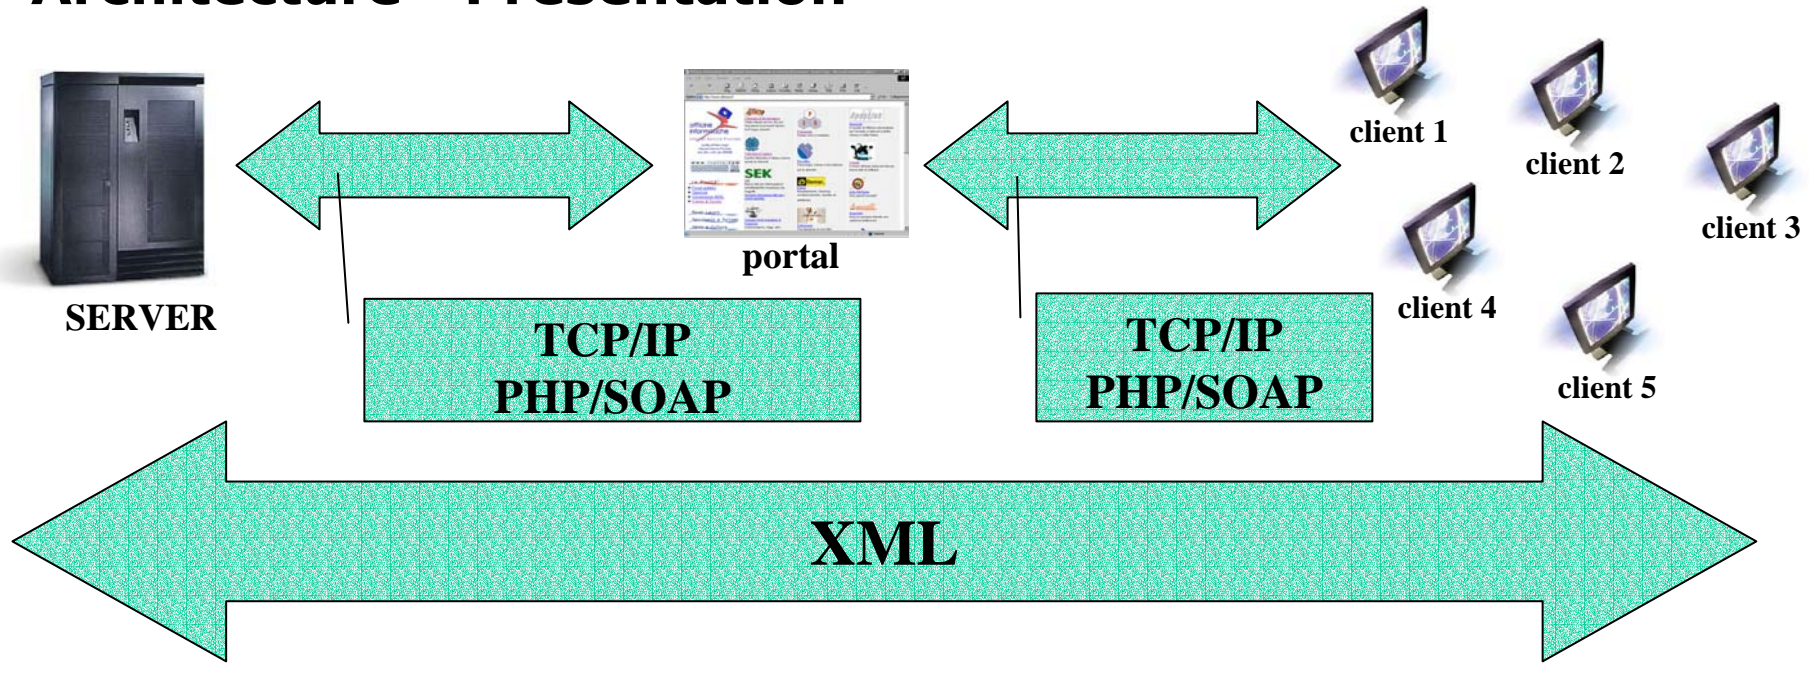 Architecture – Presentation
client 1
client 2
client 3
client 4
client 5
SEK
portal
SERVER
TCP/IP
PHP/SOAP
TCP/IP
PHP/SOAP
XML